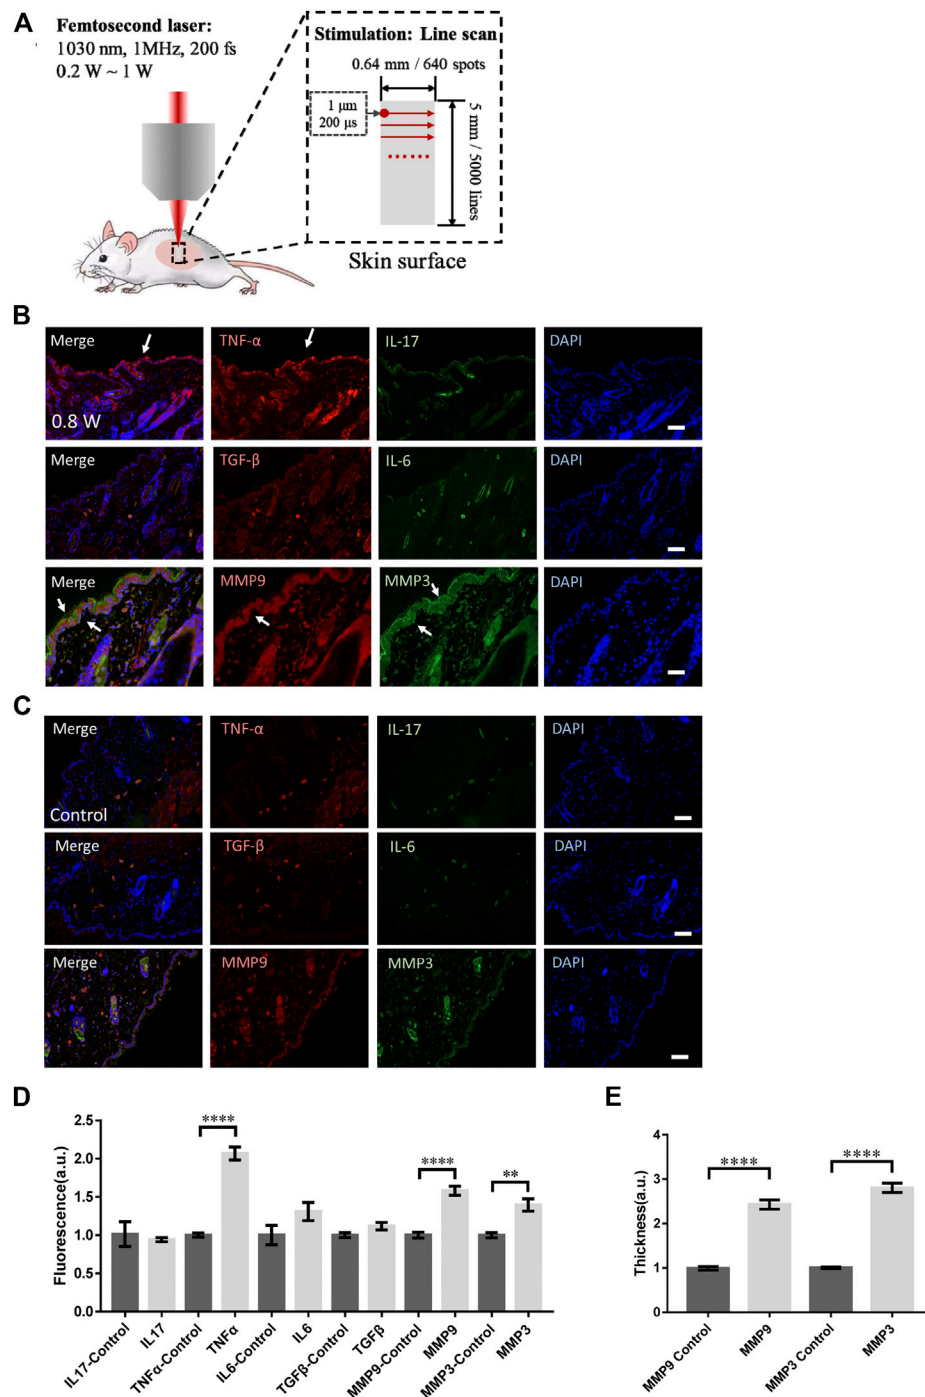 A
Femtosecond laser:
1030 nm, 1MHz, 200 fs
0.2 W ~ 1 W
Stimulation: Line scan
0.64 mm / 640 spots
1 μm
200 μs
5 mm / 5000 lines
Skin surface
B
Merge
TNF-α
IL-17
DAPI
0.8 W
Merge
TGF-β
IL-6
DAPI
Merge
MMP9
MMP3
DAPI
C
Merge
TNF-α
IL-17
DAPI
Control
Merge
TGF-β
IL-6
DAPI
Merge
MMP9
MMP3
DAPI
D
Fluorescence(a.u.)
2.5
2.0
1.5
1.0
0.5
0.0
****
****
**
IL17-Control
IL17
TNFα-Control
TNFα
IL6-Control
IL6
TGFβ-Control
TGFβ
MMP9-Control
MMP9
MMP3-Control
MMP3
E
Thickness(a.u.)
4
3
2
1
0
****
****
MMP9 Control
MMP9
MMP3 Control
MMP3